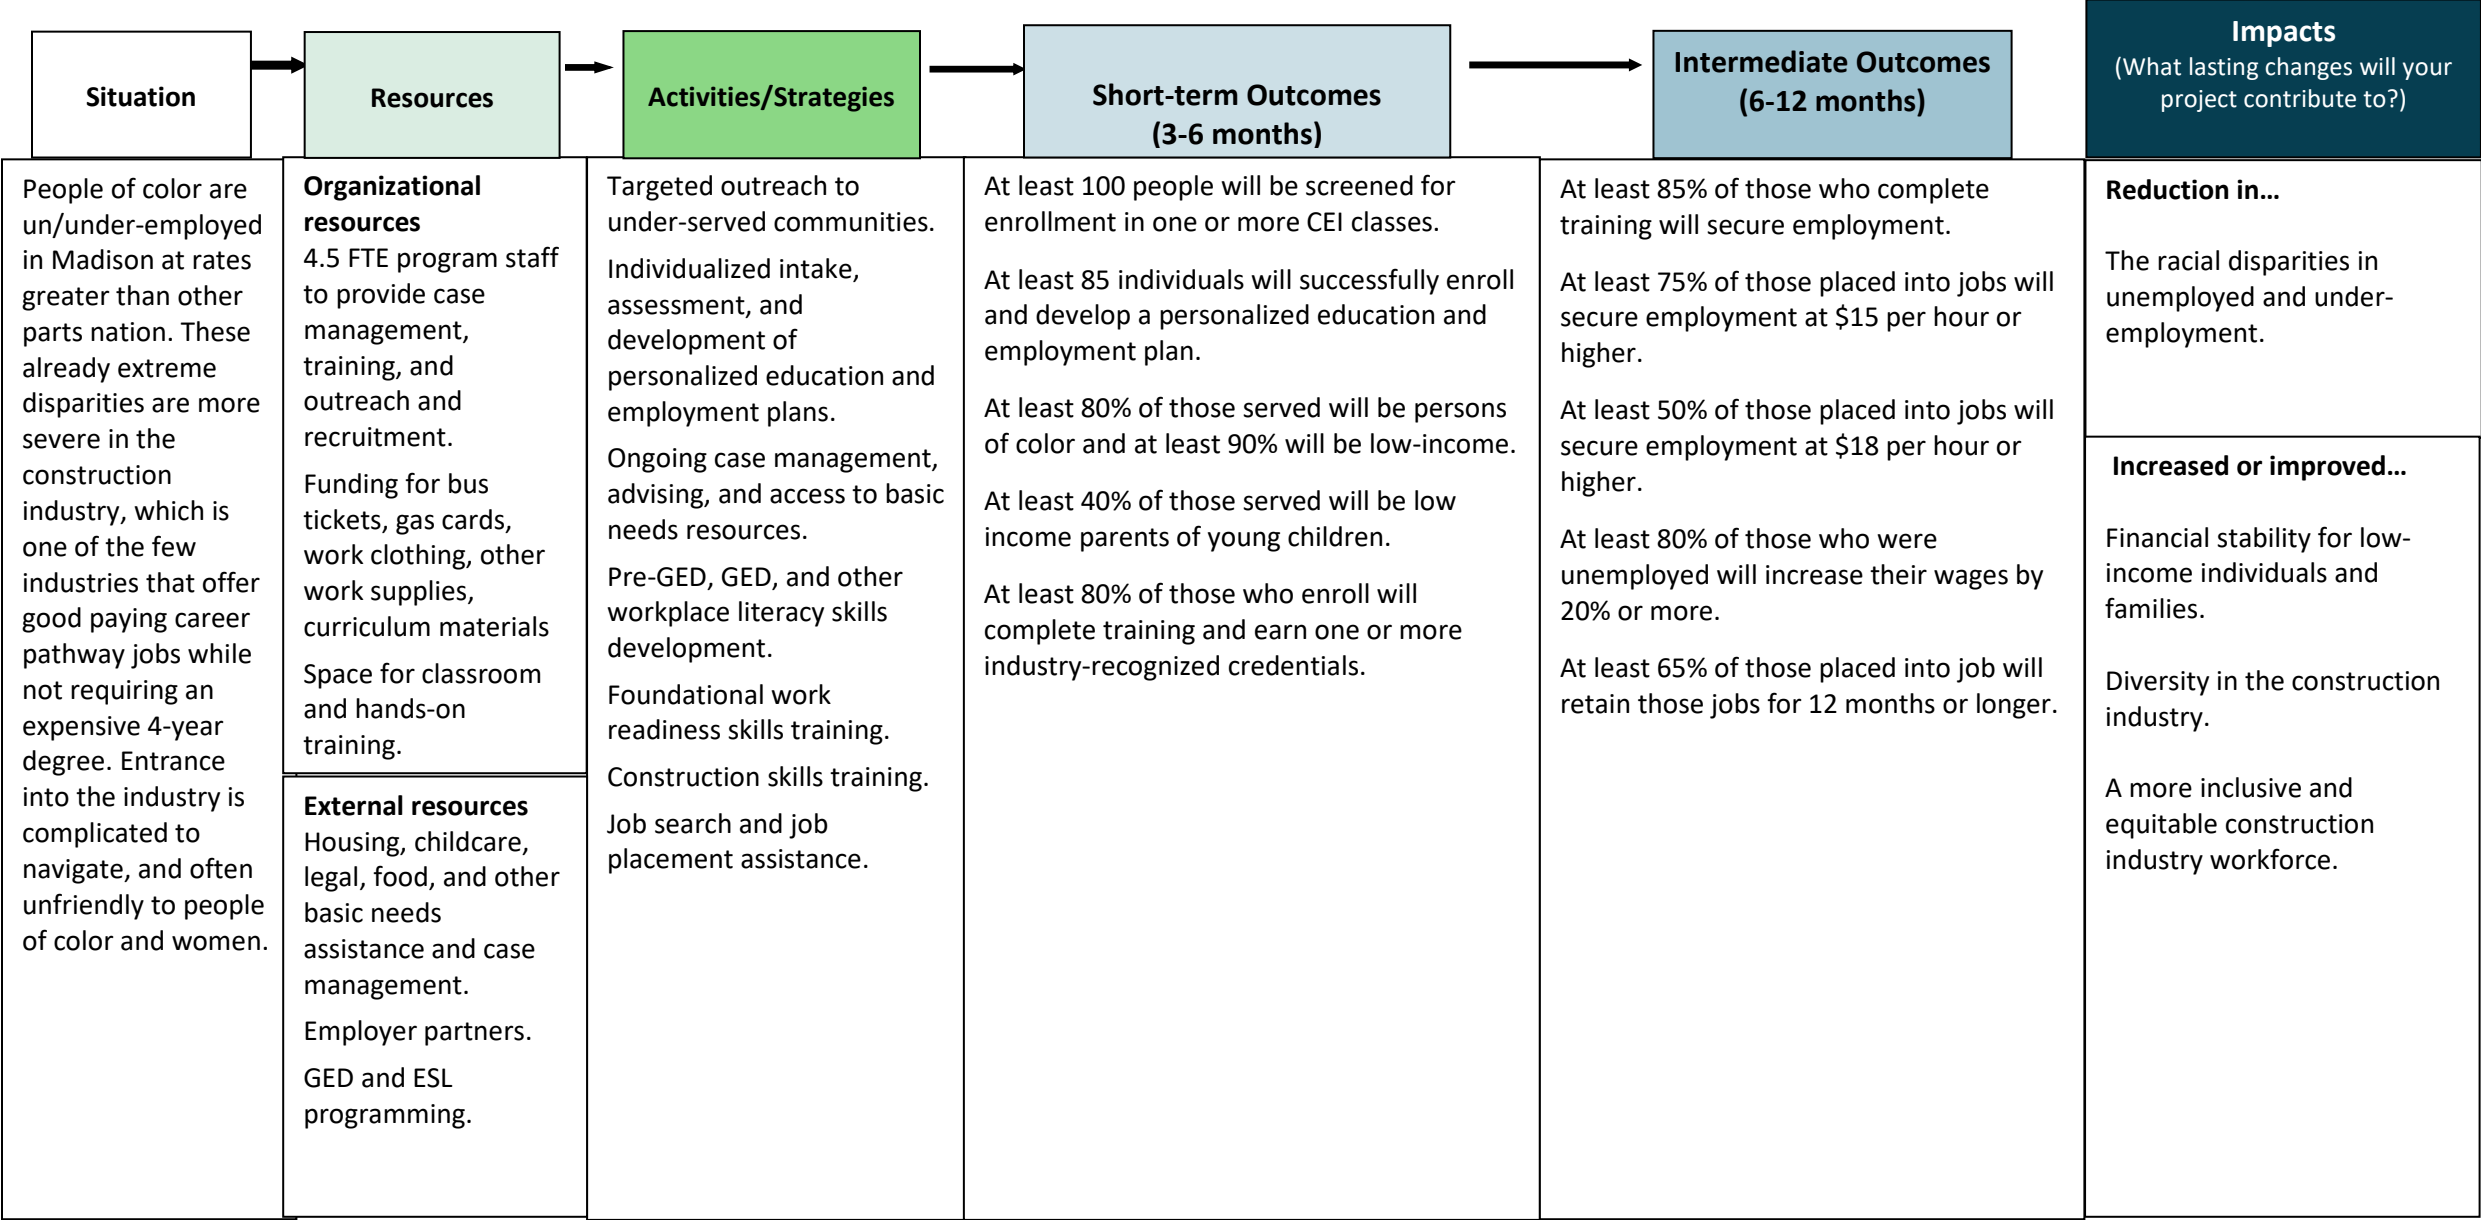 Situation
Resources
Activities/Strategies
Short-term Outcomes
(3-6 months)
Intermediate Outcomes
(6-12 months)
Impacts
(What lasting changes will your
project contribute to?)
People of color are
un/under-employed
in Madison at rates
greater than other
parts nation. These
already extreme
disparities are more
severe in the
construction
industry, which is
one of the few
industries that offer
good paying career
pathway jobs while
not requiring an
expensive 4-year
degree. Entrance
into the industry is
complicated to
navigate, and often
unfriendly to people
of color and women.
Organizational
resources
4.5 FTE program staff
to provide case
management,
training, and
outreach and
recruitment.
Funding for bus
tickets, gas cards,
work clothing, other
work supplies,
curriculum materials
Space for classroom
and hands-on
training.
External resources
Housing, childcare,
legal, food, and other
basic needs
assistance and case
management.
Employer partners.
GED and ESL
programming.
Targeted outreach to
under-served communities.
Individualized intake,
assessment, and
development of
personalized education and
employment plans.
Ongoing case management,
advising, and access to basic
needs resources.
Pre-GED, GED, and other
workplace literacy skills
development.
Foundational work
readiness skills training.
Construction skills training.
Job search and job
placement assistance.
At least 100 people will be screened for
enrollment in one or more CEI classes.
At least 85 individuals will successfully enroll
and develop a personalized education and
employment plan.
At least 80% of those served will be persons
of color and at least 90% will be low-income.
At least 40% of those served will be low
income parents of young children.
At least 80% of those who enroll will
complete training and earn one or more
industry-recognized credentials.
At least 85% of those who complete
training will secure employment.
At least 75% of those placed into jobs will
secure employment at $15 per hour or
higher.
At least 50% of those placed into jobs will
secure employment at $18 per hour or
higher.
At least 80% of those who were
unemployed will increase their wages by
20% or more.
At least 65% of those placed into job will
retain those jobs for 12 months or longer.
Reduction in…
The racial disparities in
unemployed and under-
employment.
Increased or improved…
Financial stability for low-
income individuals and
families.
Diversity in the construction
industry.
A more inclusive and
equitable construction
industry workforce.